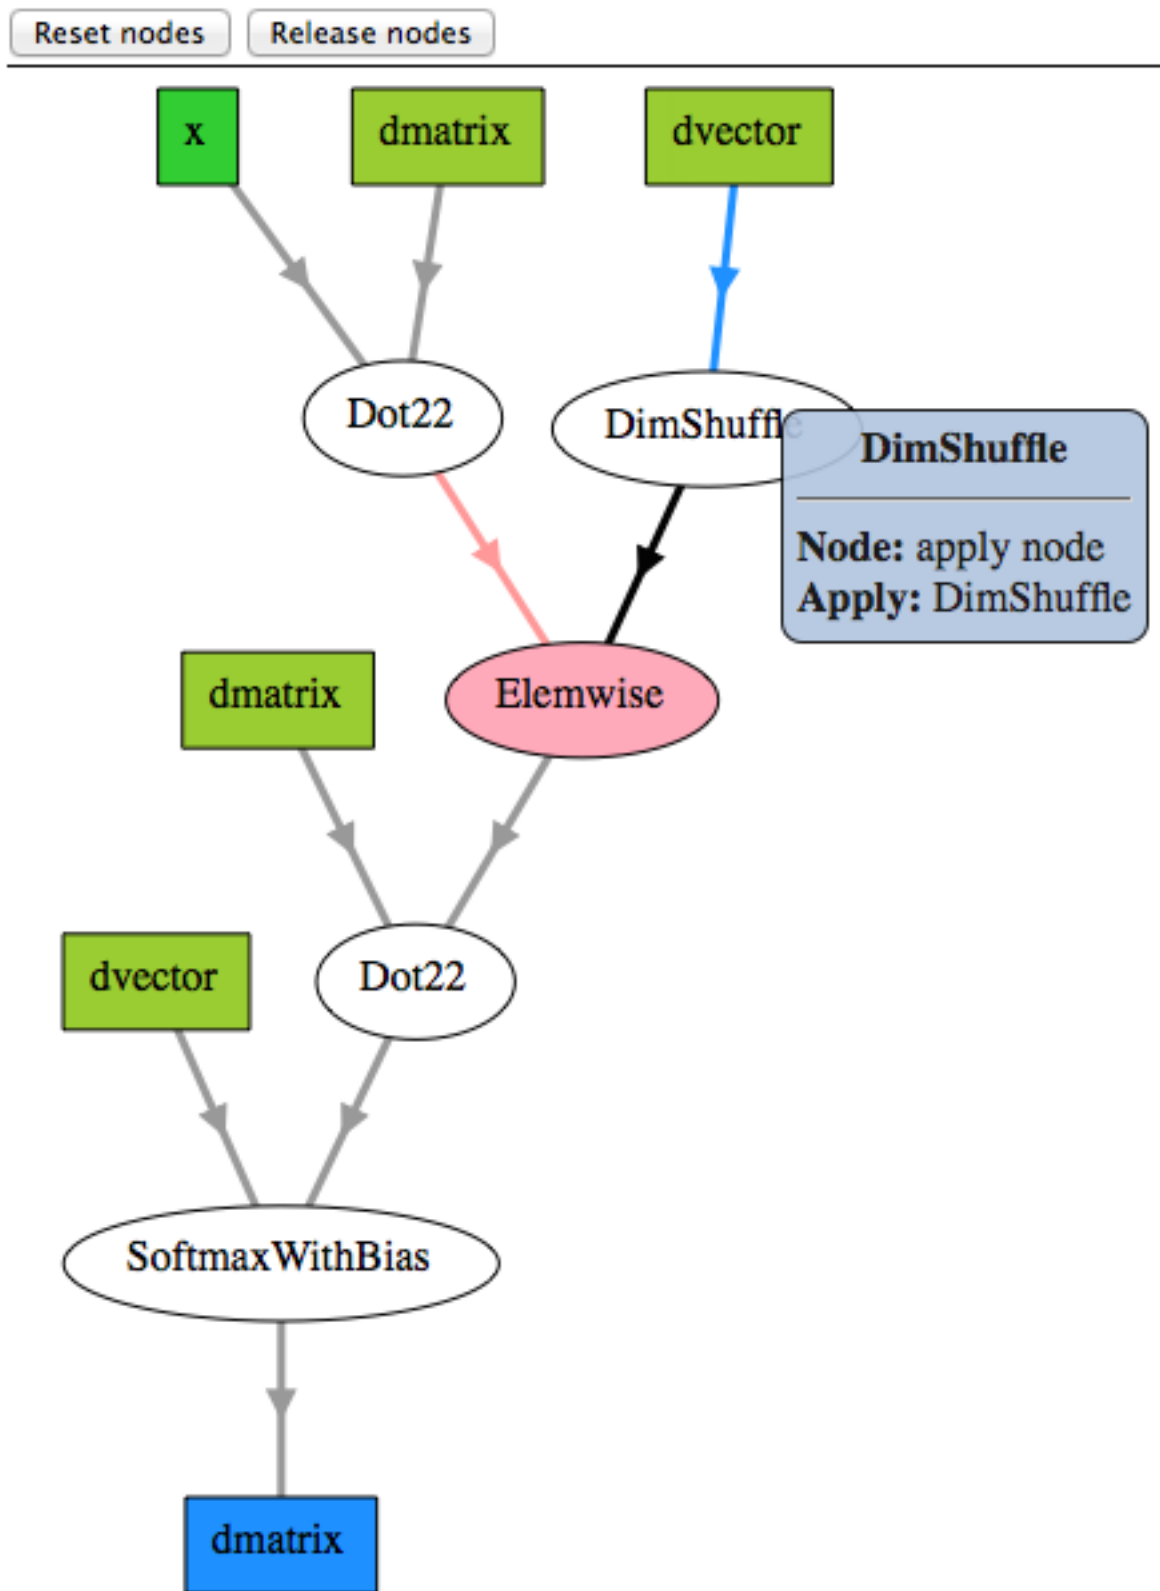 Reset nodes
Release nodes
x
dmatrix
dvector
Dot22
DimShuffle
DimShuffle
Node: apply node
Apply: DimShuffle
dmatrix
Elemwise
dvector
Dot22
SoftmaxWithBias
dmatrix